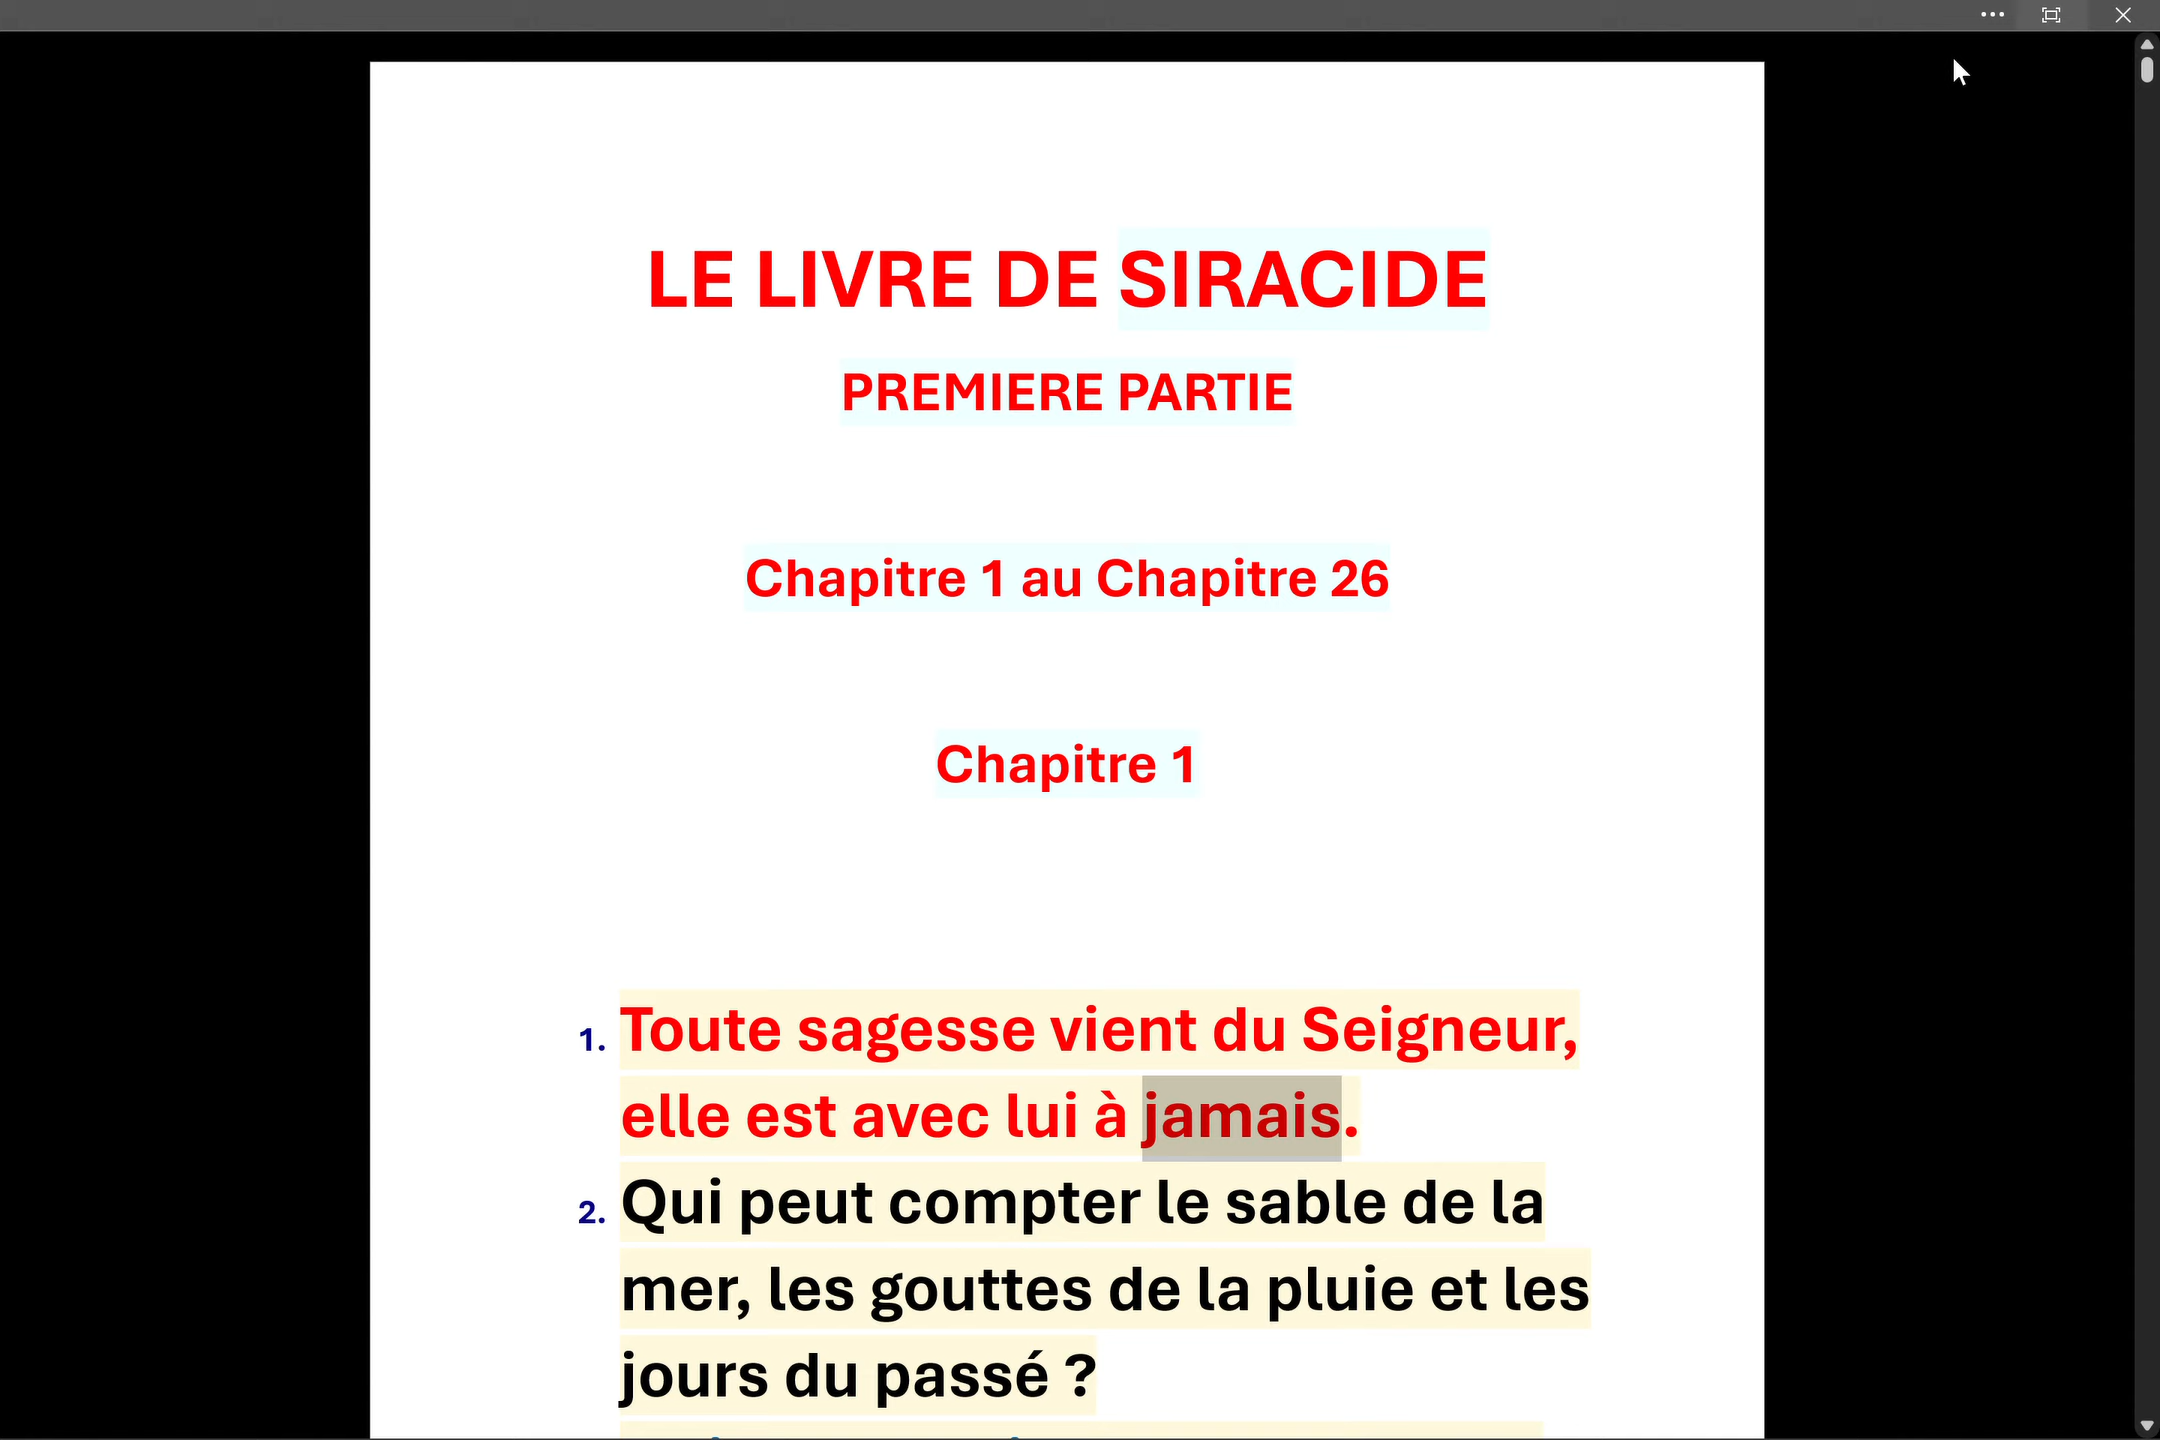 LE LIVRE DE SIRACIDE
PREMIERE PARTIE
Chapitre 1 au Chapitre 26
Chapitre 1
1. Toute sagesse vient du Seigneur,
elle est avec lui à jamais.
2. Qui peut compter le sable de la
mer, les gouttes de la pluie et les
jours du passé ?